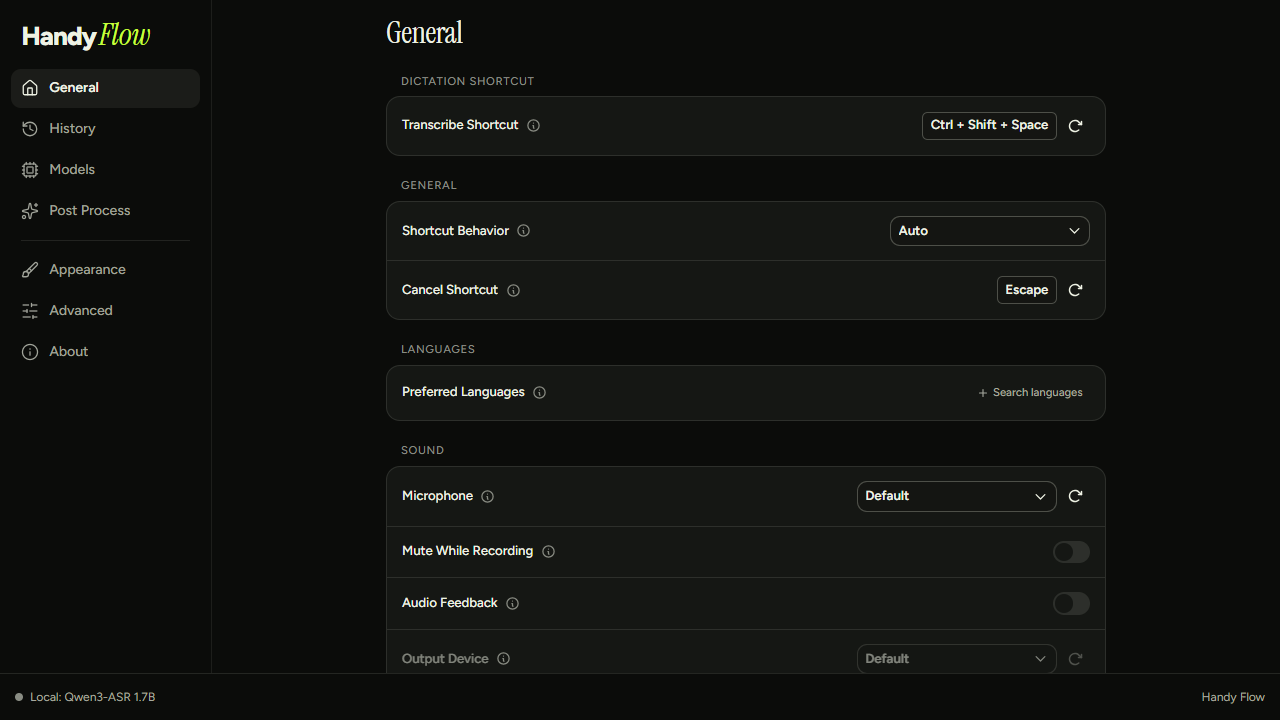 Handy Flow
General
History
Models
Post Process
Appearance
Advanced
About
General
DICTATION SHORTCUT
Transcribe Shortcut
Ctrl + Shift + Space
GENERAL
Shortcut Behavior
Auto
Cancel Shortcut
Escape
LANGUAGES
Preferred Languages
+ Search languages
SOUND
Microphone
Default
Mute While Recording
Audio Feedback
Output Device
Default
Local: Qwen3-ASR 1.7B
Handy Flow